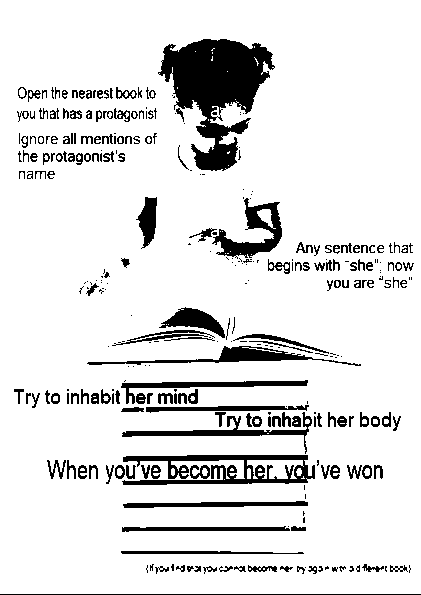 Open the nearest book to
you that has a protagonist
Ignore all mentions of
the protagonist's
name
Any sentence that
begins with "she"; now
you are "she"
Try to inhabit her mind
Try to inhabit her body
When you've become her, you've won
(If you find that you cannot become her, try again with a different book)